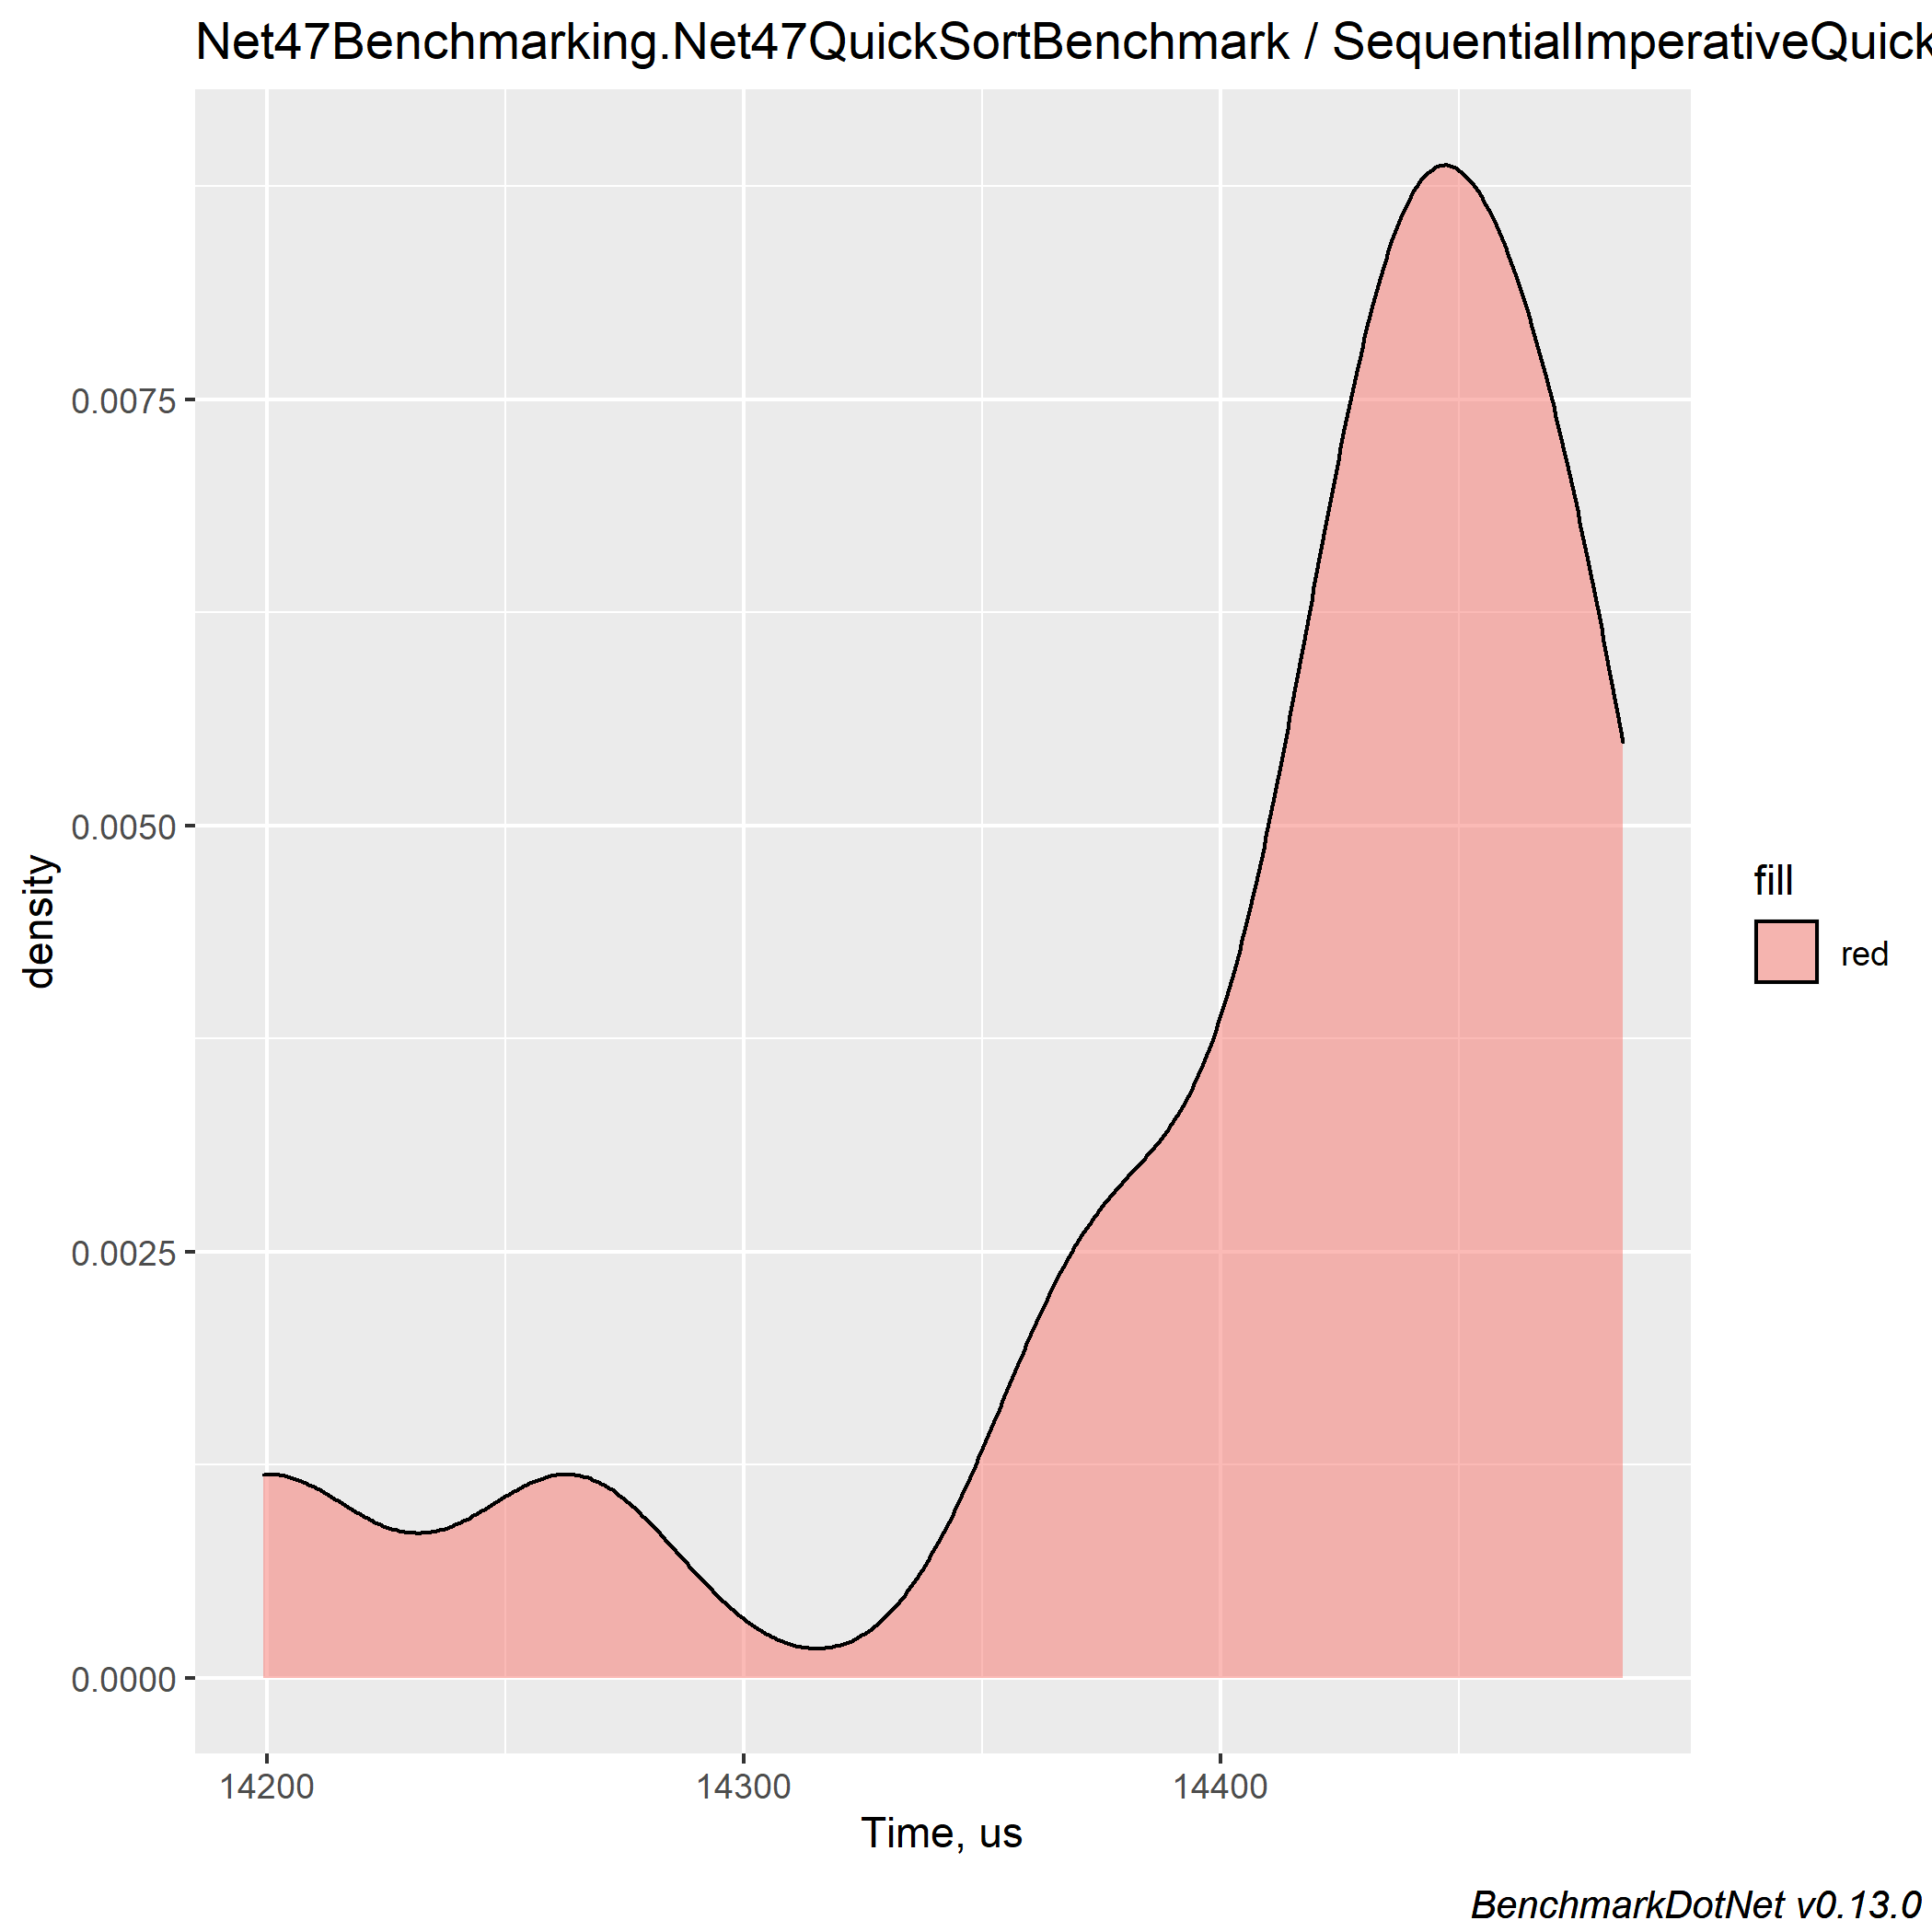 Net47Benchmarking.Net47QuickSortBenchmark / SequentialImperativeQuick
0.0075
0.0050
0.0025
0.0000
density
14200
14300
14400
Time, us
fill
red
BenchmarkDotNet v0.13.0